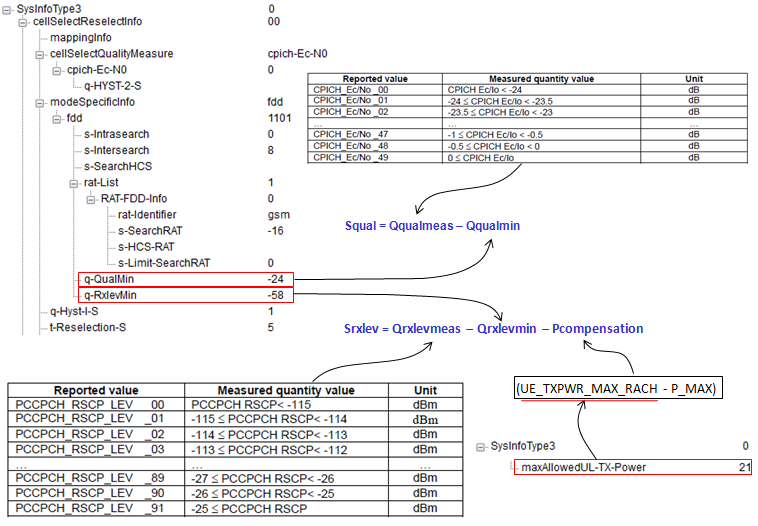 SysInfoType3 0
cellSelectReselectInfo 00
mappingInfo
cellSelectQualityMeasure cpich-Ec-N0
cpich-Ec-N0 0
q-HYST-2-S
modeSpecificInfo fdd
fdd 1101
s-Intrasearch 0
s-Intersearch 8
s-SearchHCS
rat-List 1
RAT-FDD-Info 0
rat-Identifier gsm
s-SearchRAT -16
s-HCS-RAT
s-Limit-SearchRAT 0
q-QualMin -24
q-RxlevMin -58
q-Hyst-l-S 1
t-Reselection-S 5
Reported value Measured quantity value Unit
CPICH_Ec/No _00 CPICH Ec/Io < -24 dB
CPICH_Ec/No _01 -24 ≤ CPICH Ec/Io < -23.5 dB
CPICH_Ec/No _02 -23.5 ≤ CPICH Ec/Io < -23 dB
... ... ...
CPICH_Ec/No _47 -1 ≤ CPICH Ec/Io < -0.5 dB
CPICH_Ec/No _48 -0.5 ≤ CPICH Ec/Io < 0 dB
CPICH_Ec/No _49 0 ≤ CPICH Ec/Io dB
Squal = Qqualmeas – Qqualmin
Srxlev = Qrxlevmeas – Qrxlevmin – Pcompensation
(UE_TXPWR_MAX_RACH - P_MAX)
SysInfoType3 0
maxAllowedUL-TX-Power 21
Reported value Measured quantity value Unit
PCCPCH_RSCP_LEV _00 PCCPCH RSCP< -115 dBm
PCCPCH_RSCP_LEV _01 -115 ≤ PCCPCH RSCP< -114 dBm
PCCPCH_RSCP_LEV _02 -114 ≤ PCCPCH RSCP< -113 dBm
PCCPCH_RSCP_LEV _03 -113 ≤ PCCPCH RSCP< -112 dBm
... ... ...
PCCPCH_RSCP_LEV _89 -27 ≤ PCCPCH RSCP< -26 dBm
PCCPCH_RSCP_LEV _90 -26 ≤ PCCPCH RSCP< -25 dBm
PCCPCH_RSCP_LEV _91 -25 ≤ PCCPCH RSCP dBm